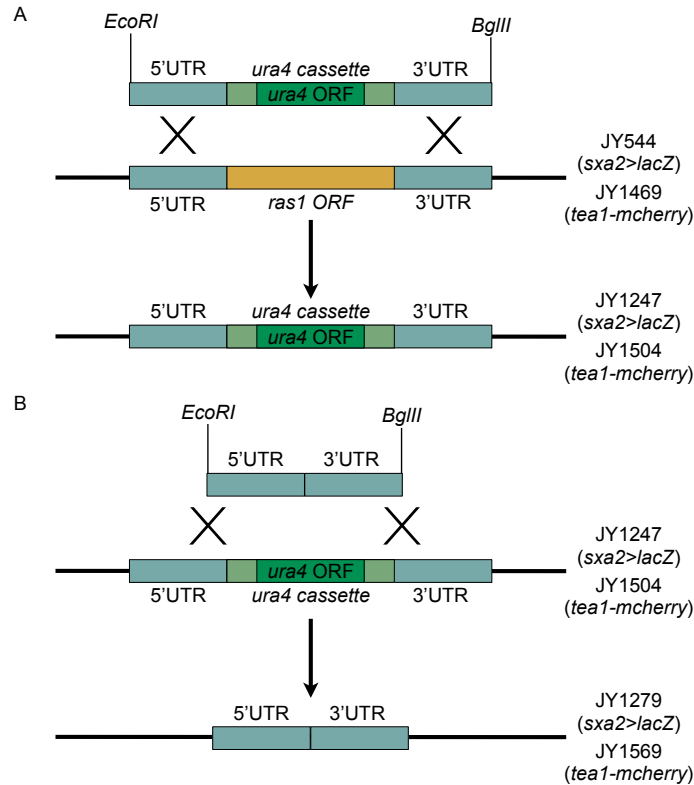 A
EcoRI
BglII
5'UTR ura4 cassette 3'UTR
ura4 ORF
JY544
(sxa2>lacZ)
JY1469
(tea1-mcherry)
5'UTR ras1 ORF 3'UTR
5'UTR ura4 cassette 3'UTR
ura4 ORF
JY1247
(sxa2>lacZ)
JY1504
(tea1-mcherry)
B
EcoRI
BglII
5'UTR 3'UTR
JY1247
(sxa2>lacZ)
JY1504
(tea1-mcherry)
ura4 ORF
5'UTR ura4 cassette 3'UTR
5'UTR 3'UTR
JY1279
(sxa2>lacZ)
JY1569
(tea1-mcherry)